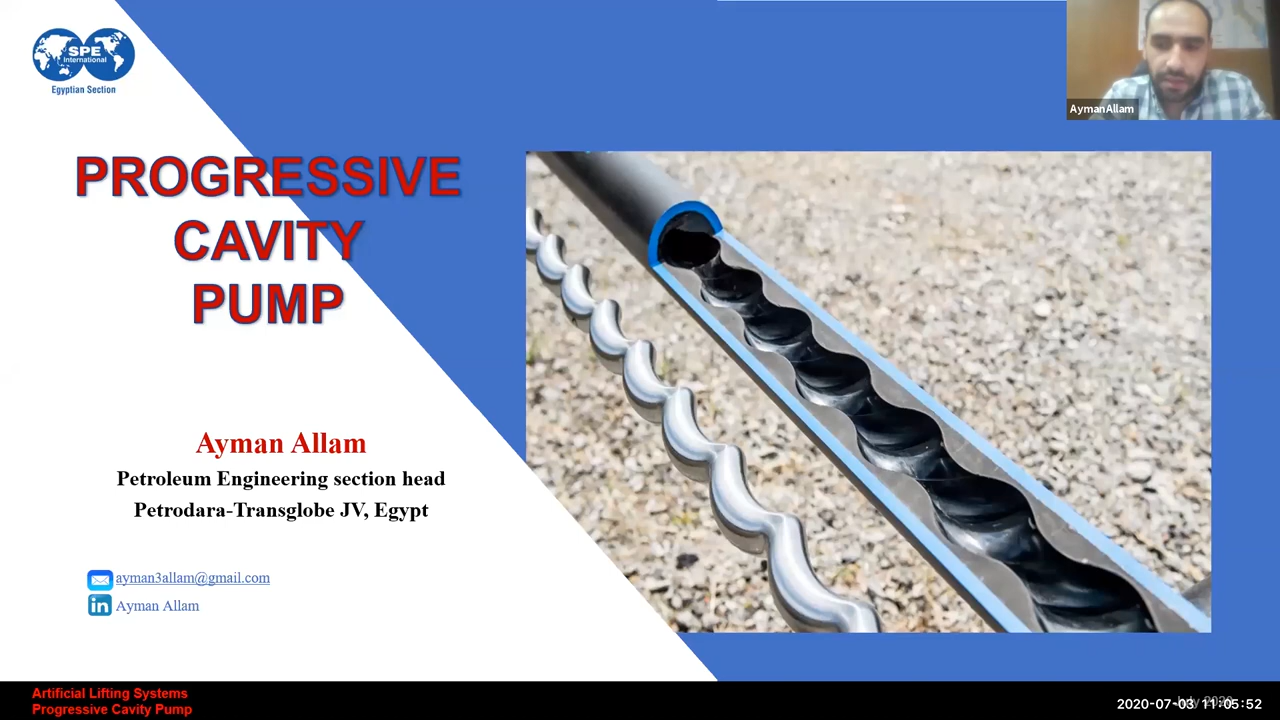 SPE
International
Egyptian Section
AymanAllam
PROGRESSIVE
CAVITY
PUMP
Ayman Allam
Petroleum Engineering section head
Petrodara-Transglobe JV, Egypt
ayman3allam@gmail.com
in Ayman Allam
Artificial Lifting Systems
Progressive Cavity Pump
2020-07-03 11:05:52